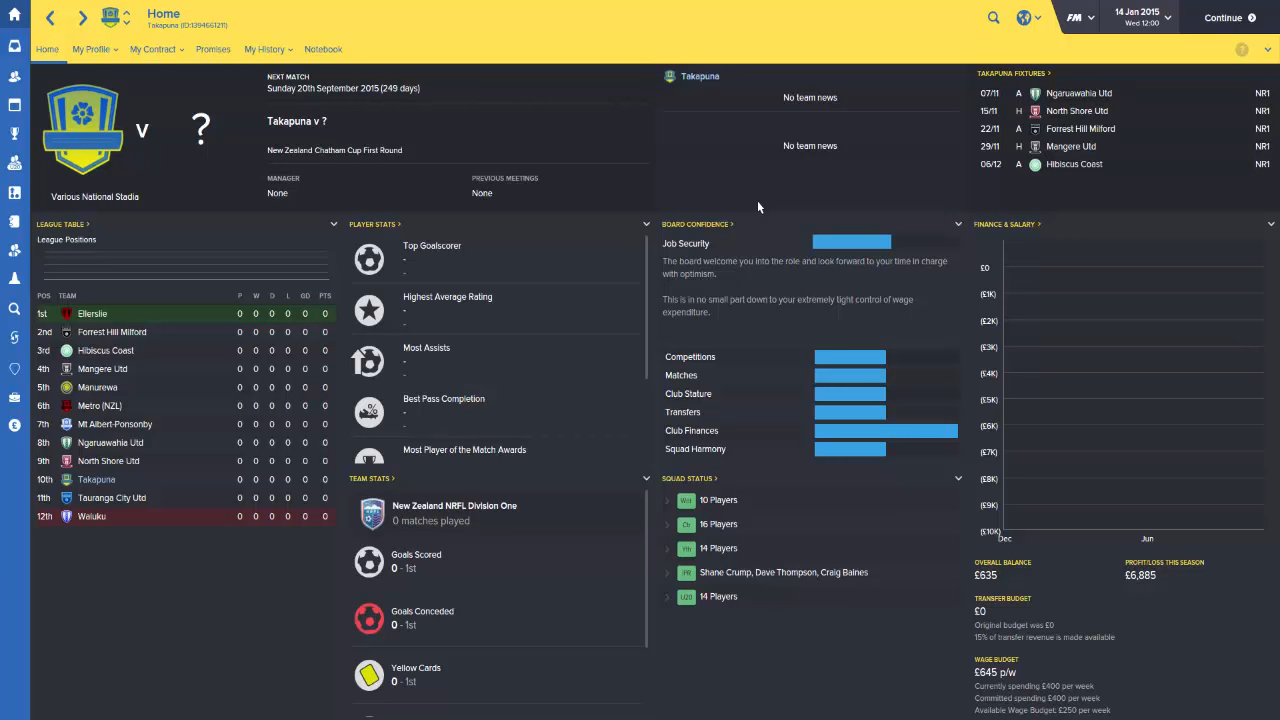 Home
Takapuna (ID:1394661211)
FM
14 Jan 2015
Wed 12:00
Continue
Home
My Profile
My Contract
Promises
My History
Notebook
?
v
?
Various National Stadia
NEXT MATCH
Sunday 20th September 2015 (249 days)
Takapuna v ?
New Zealand Chatham Cup First Round
MANAGER
PREVIOUS MEETINGS
None
None
Takapuna
No team news
No team news
TAKAPUNA FIXTURES >
07/11 A Ngaruawahia Utd NR1
15/11 H North Shore Utd NR1
22/11 A Forrest Hill Milford NR1
29/11 H Mangere Utd NR1
06/12 A Hibiscus Coast NR1
LEAGUE TABLE >
League Positions
POS TEAM P W D L GD PTS
1st Ellerslie 0 0 0 0 0 0
2nd Forrest Hill Milford 0 0 0 0 0 0
3rd Hibiscus Coast 0 0 0 0 0 0
4th Mangere Utd 0 0 0 0 0 0
5th Manurewa 0 0 0 0 0 0
6th Metro (NZL) 0 0 0 0 0 0
7th Mt Albert-Ponsonby 0 0 0 0 0 0
8th Ngaruawahia Utd 0 0 0 0 0 0
9th North Shore Utd 0 0 0 0 0 0
10th Takapuna 0 0 0 0 0 0
11th Tauranga City Utd 0 0 0 0 0 0
12th Waiuku 0 0 0 0 0 0
PLAYER STATS >
Top Goalscorer
-
-
Highest Average Rating
-
-
Most Assists
-
-
Best Pass Completion
-
-
Most Player of the Match Awards
TEAM STATS >
New Zealand NRFL Division One
0 matches played
Goals Scored
0 - 1st
Goals Conceded
0 - 1st
Yellow Cards
0 - 1st
BOARD CONFIDENCE >
Job Security
The board welcome you into the role and look forward to your time in charge
with optimism.
This is in no small part down to your extremely tight control of wage
expenditure.
Competitions
Matches
Club Stature
Transfers
Club Finances
Squad Harmony
SQUAD STATUS >
Wnt 10 Players
Ctr 16 Players
Yth 14 Players
IPR Shane Crump, Dave Thompson, Craig Baines
U20 14 Players
FINANCE & SALARY >
£0
(£1K)
(£2K)
(£3K)
(£4K)
(£5K)
(£6K)
(£7K)
(£8K)
(£9K)
(£10K)
Dec Jun
OVERALL BALANCE
PROFIT/LOSS THIS SEASON
£635
£6,885
TRANSFER BUDGET
£0
Original budget was £0
15% of transfer revenue is made available
WAGE BUDGET
£645 p/w
Currently spending £400 per week
Committed spending £400 per week
Available Wage Budget: £250 per week